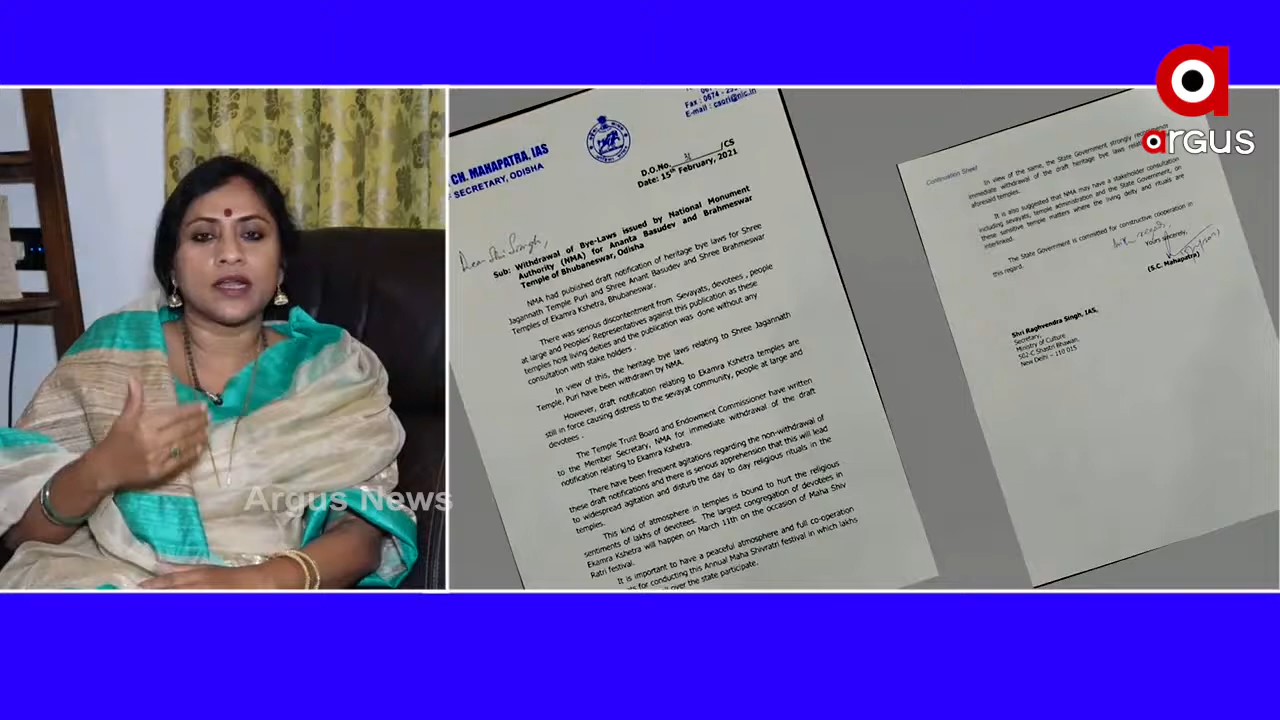 argus
Argus News
CH. MAHAPATRA, IAS
SECRETARY, ODISHA
Fax : 0674 -
E-mail : csori@nic.in
D.O.No. /CS
Date: 15th February, 2021
Dear Shri Singh,
Sub: Withdrawal of Bye-Laws issued by National Monument
Authority (NMA) for Ananta Basudev and Brahmeswar
Temple of Bhubaneswar, Odisha
NMA had published draft notification of heritage bye laws for Shree
Jagannath Temple Puri and Shree Anant Basudev and Shree Brahmeswar
Temples of Ekamra Kshetra, Bhubaneswar.
There was serious discontentment from Sevayats, devotees , people
at large and Peoples' Representatives against this publication as these
temples host living deities and the publication was done without any
consultation with stake holders .
In view of this, the heritage bye laws relating to Shree Jagannath
Temple, Puri have been withdrawn by NMA.
However, draft notification relating to Ekamra Kshetra temples are
still in force causing distress to the sevayat community, people at large and
devotees .
The Temple Trust Board and Endowment Commissioner have written
to the Member Secretary, NMA for immediate withdrawal of the draft
notification relating to Ekamra Kshetra.
There have been frequent agitations regarding the non-withdrawal of
these draft notifications and there is serious apprehension that this will lead
to widespread agitation and disturb the day to day religious rituals in the
temples.
This kind of atmosphere in temples is bound to hurt the religious
sentiments of lakhs of devotees. The largest congregation of devotees in
Ekamra Kshetra will happen on March 11th on the occasion of Maha Shiv
Ratri festival.
It is important to have a peaceful atmosphere and full co-operation
for conducting this Annual Maha Shivratri festival in which lakhs
over the state participate.
Continuation Sheet
In view of the same, the State Government strongly recommends
immediate withdrawal of the draft heritage bye laws
aforesaid temples.
It is also suggested that NMA may have a stakeholder consultation
including sevayats, temple administration and the State Government, on
these sensitive temple matters where the living deity and rituals are
interlinked.
The State Government is committed for constructive cooperation in
this regard.
with regards,
Yours sincerely,
(S.C. Mahapatra)
Shri Raghvendra Singh, IAS,
Secretary,
Ministry of Culture,
502-C Shastri Bhawan,
New Delhi – 110 015